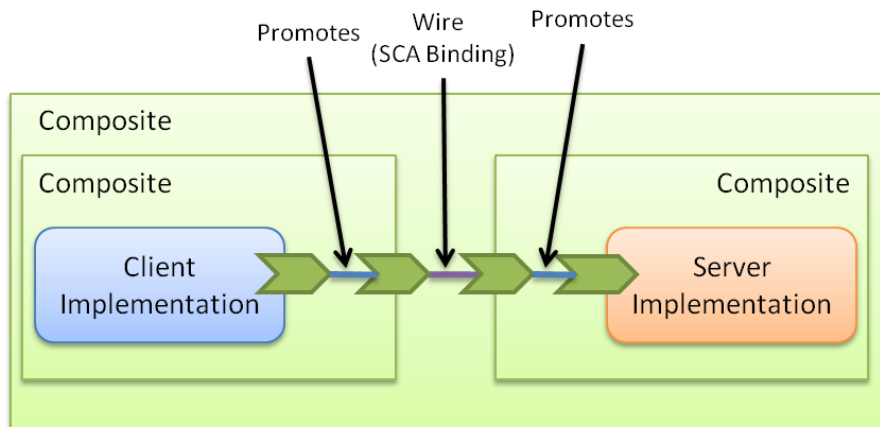 Promotes
Wire
(SCA Binding)
Promotes
Composite
Composite
Composite
Client
Implementation
Server
Implementation